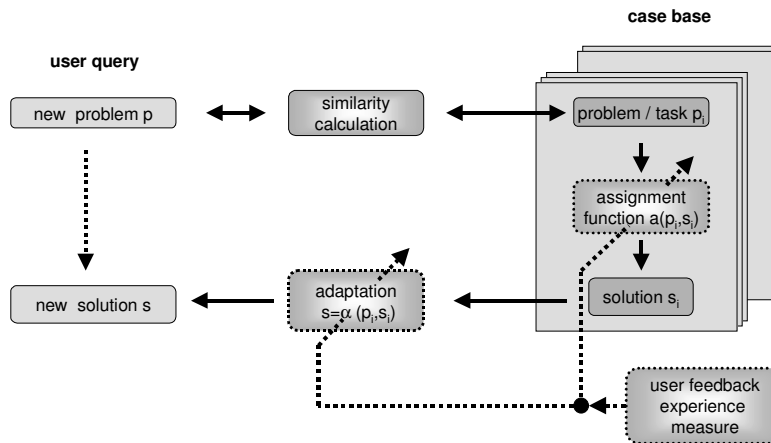 case base
user query
new problem p
similarity
calculation
problem / task pᵢ
assignment
function a(pᵢ,sᵢ)
new solution s
adaptation
s=α (pᵢ,sᵢ)
solution sᵢ
user feedback
experience
measure